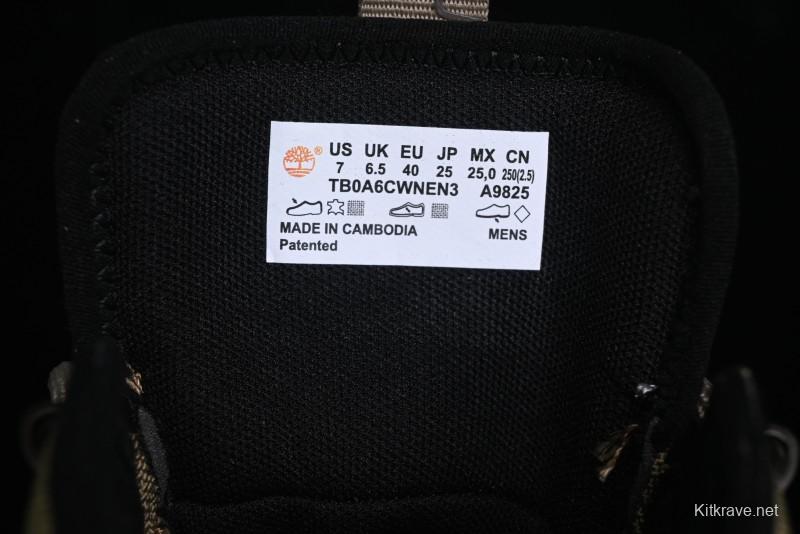 US UK EU JP MX CN
7 6.5 40 25 25,0 250(2.5)
TB0A6CWNEN3 A9825
MADE IN CAMBODIA
MENS
Patented
®
Kitkrave.net